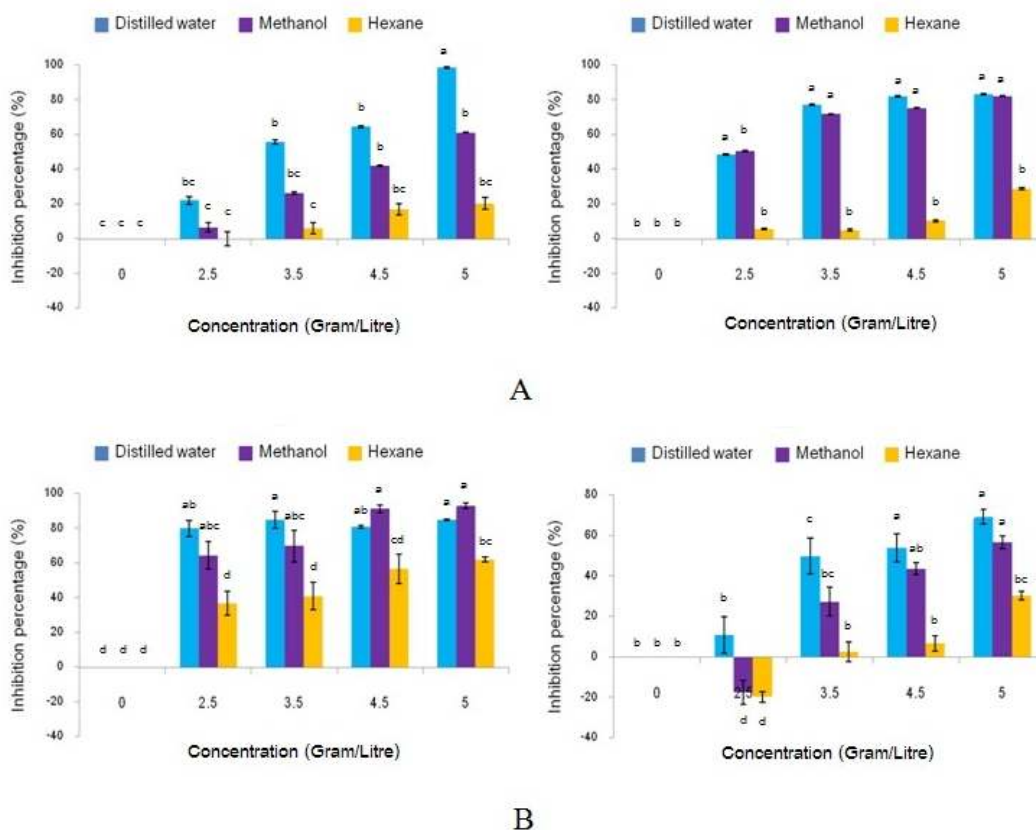 Distilled water Methanol Hexane
a
100
80
60
40
20
0
-20
-40
Inhibition percentage (%)
c c c
bc c c
b bc c
b b bc
a b bc
0 2.5 3.5 4.5 5
Concentration (Gram/Litre)
Distilled water Methanol Hexane
100
80
60
40
20
0
-20
-40
Inhibition percentage (%)
b b b
a b b
a a b
a a b
a a b
0 2.5 3.5 4.5 5
Concentration (Gram/Litre)
A
Distilled water Methanol Hexane
100
80
60
40
20
0
-20
-40
Inhibition percentage (%)
d d d
ab abc d
a abc d
ab a cd
a a bc
0 2.5 3.5 4.5 5
Concentration (Gram/Litre)
Distilled water Methanol Hexane
80
60
40
20
0
-20
-40
Inhibition percentage (%)
b b b
b d d
c bc b
a ab b
a a bc
0 2.5 3.5 4.5 5
Concentration (Gram/Litre)
B